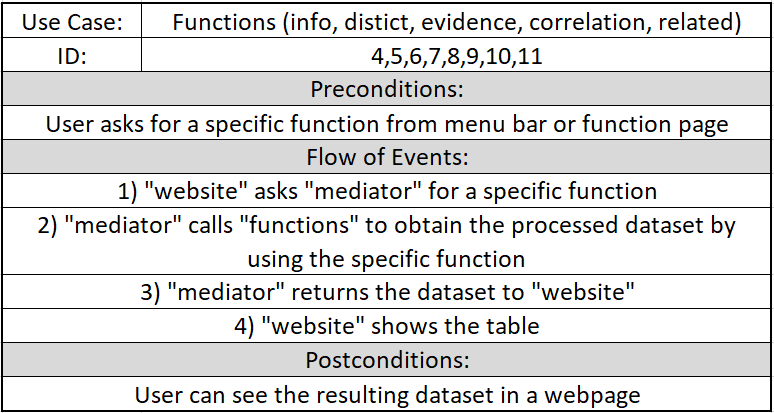 Use Case: Functions (info, distict, evidence, correlation, related)
ID: 4,5,6,7,8,9,10,11
Preconditions:
User asks for a specific function from menu bar or function page
Flow of Events:
1) "website" asks "mediator" for a specific function
2) "mediator" calls "functions" to obtain the processed dataset by
using the specific function
3) "mediator" returns the dataset to "website"
4) "website" shows the table
Postconditions:
User can see the resulting dataset in a webpage